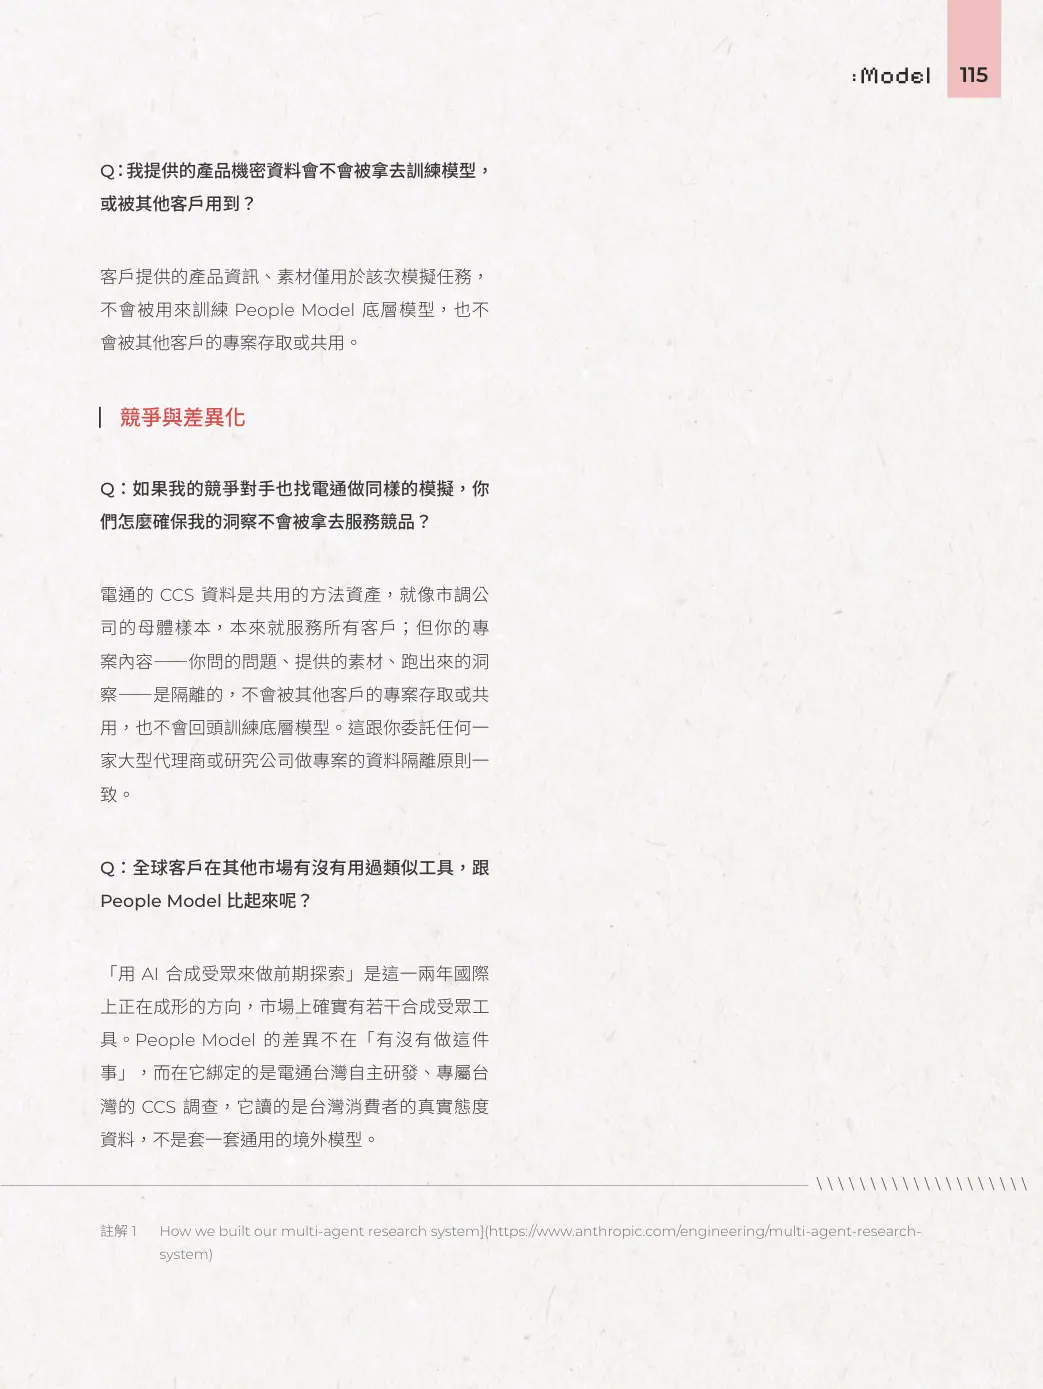 :Model 115
Q：我提供的產品機密資料會不會被拿去訓練模型，
或被其他客戶用到？
客戶提供的產品資訊、素材僅用於該次模擬任務，
不會被用來訓練 People Model 底層模型，也不
會被其他客戶的專案存取或共用。
競爭與差異化
Q：如果我的競爭對手也找電通做同樣的模擬，你
們怎麼確保我的洞察不會被拿去服務競品？
電通的 CCS 資料是共用的方法資產，就像市調公
司的母體樣本，本來就服務所有客戶；但你的專
案內容——你問的問題、提供的素材、跑出來的洞
察——是隔離的，不會被其他客戶的專案存取或共
用，也不會回頭訓練底層模型。這跟你委託任何一
家大型代理商或研究公司做專案的資料隔離原則一
致。
Q：全球客戶在其他市場有沒有用過類似工具，跟
People Model 比起來呢？
「用 AI 合成受眾來做前期探索」是這一兩年國際
上正在成形的方向，市場上確實有若干合成受眾工
具。People Model 的差異不在「有沒有做這件
事」，而在它綁定的是電通台灣自主研發、專屬台
灣的 CCS 調查，它讀的是台灣消費者的真實態度
資料，不是套一套通用的境外模型。
註解 1 How we built our multi-agent research system](https://www.anthropic.com/engineering/multi-agent-research-
system)